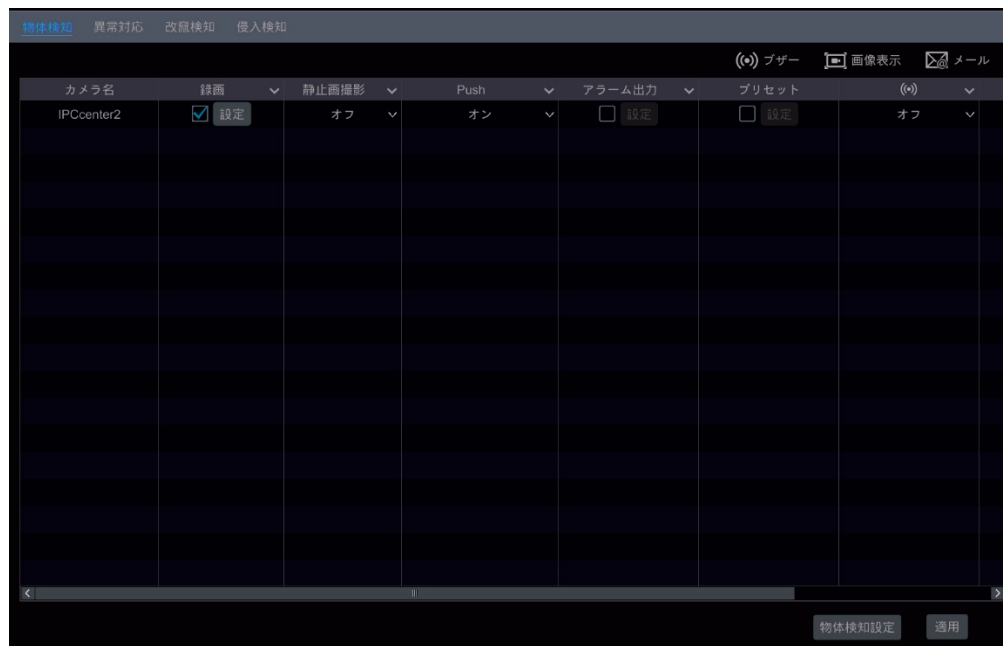 物体検知 異常対応 改竄検知 侵入検知
ブザー 画像表示 メール
カメラ名 録画 静止画撮影 Push アラーム出力 プリセット
IPCcenter2 設定 オフ オン 設定 設定 オフ
物体検知設定 適用